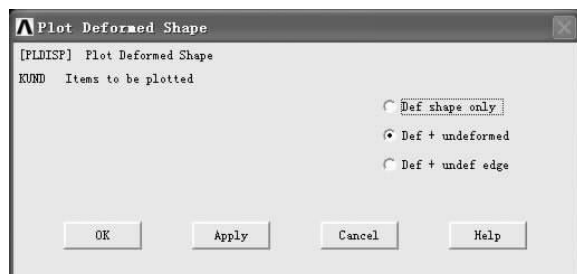 Plot Deformed Shape
[PLDISP] Plot Deformed Shape
KUND Items to be plotted
Def shape only
Def + undeformed
Def + undef edge
OK Apply Cancel Help